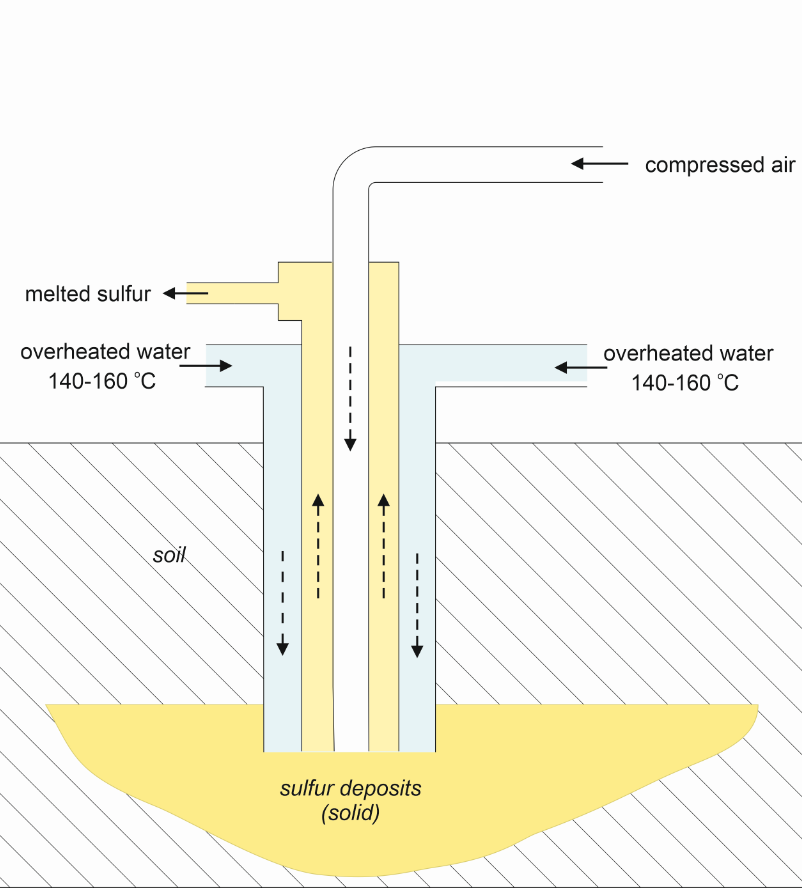 compressed air
melted sulfur
overheated water
140-160 °C
overheated water
140-160 °C
soil
sulfur deposits
(solid)